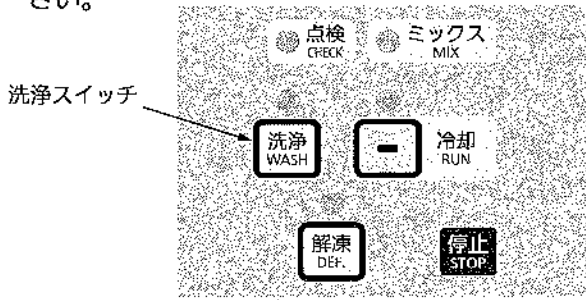 さい。
点検 ミックス
CHECK MIX
洗浄スイッチ
洗浄 冷却
WASH RUN
解凍 停止
DEF. STOP